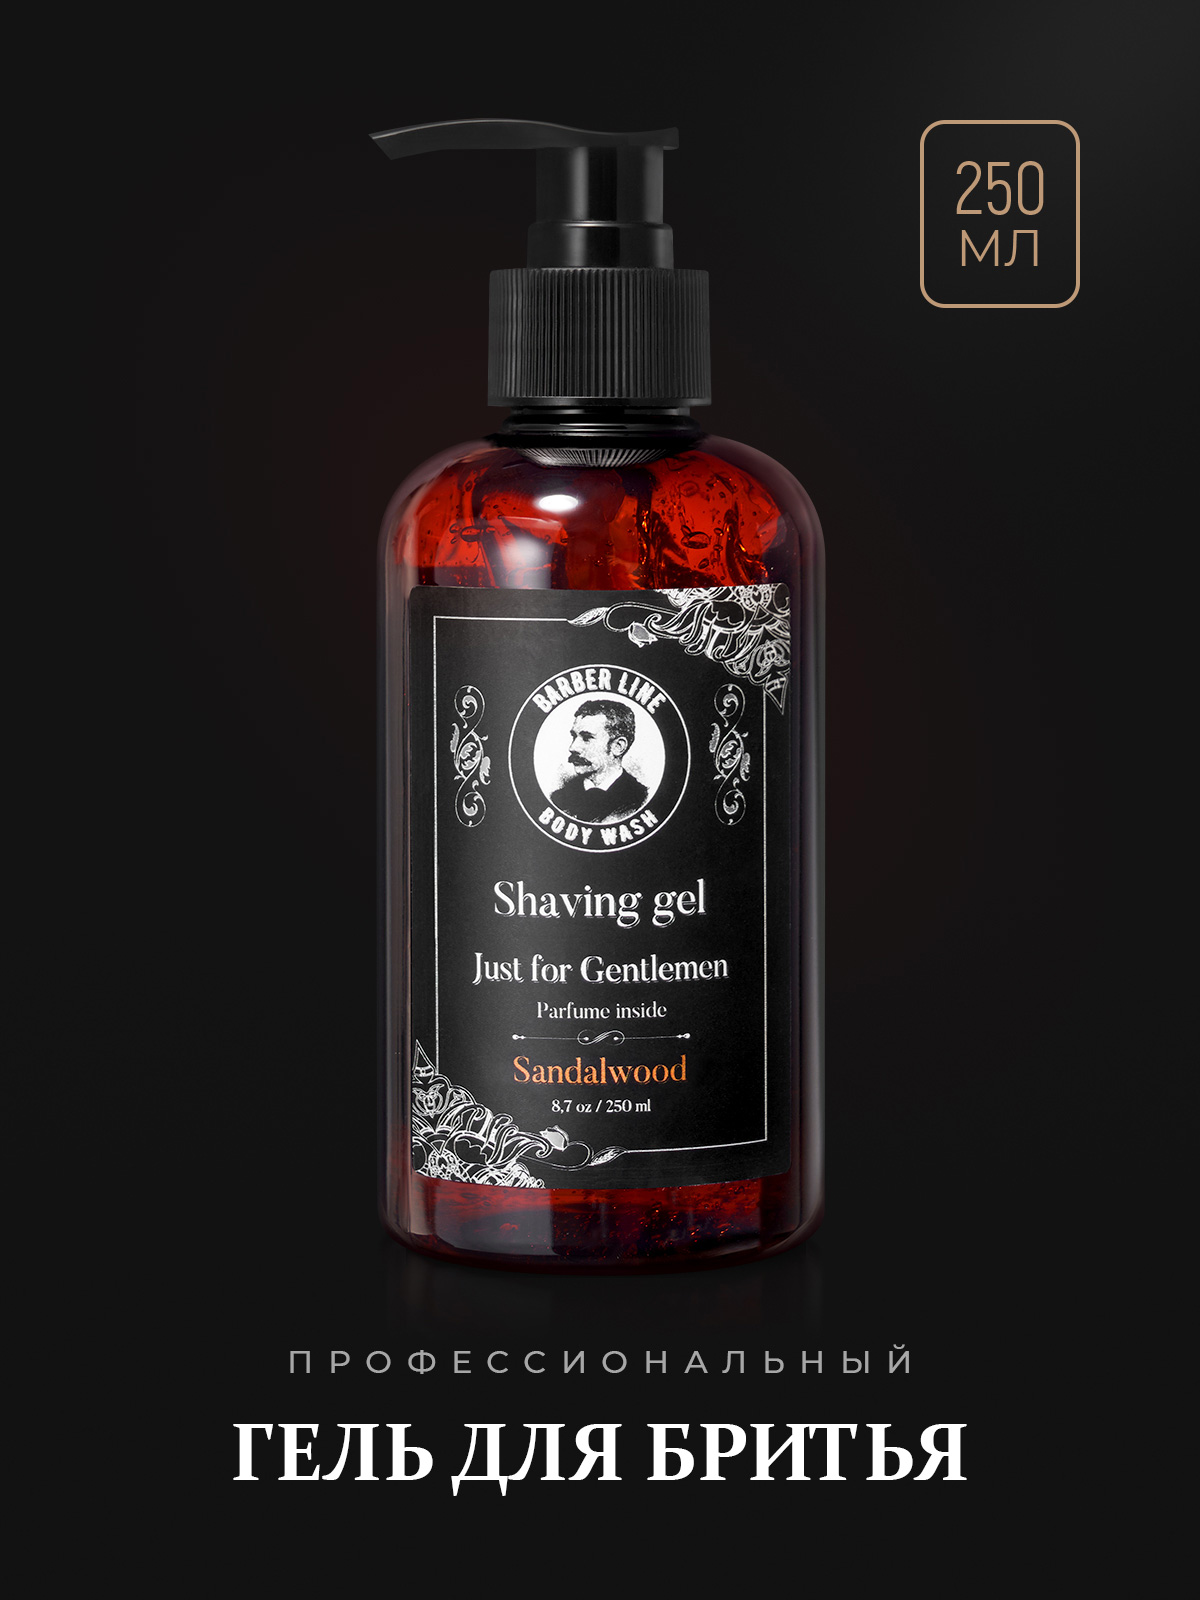 250
МЛ
BARBER LINE
BODY WASH
Shaving gel
Just for Gentlemen
Parfume inside
Sandalwood
8,7 oz / 250 ml
ПРОФЕССИОНАЛЬНЫЙ
ГЕЛЬ ДЛЯ БРИТЬЯ